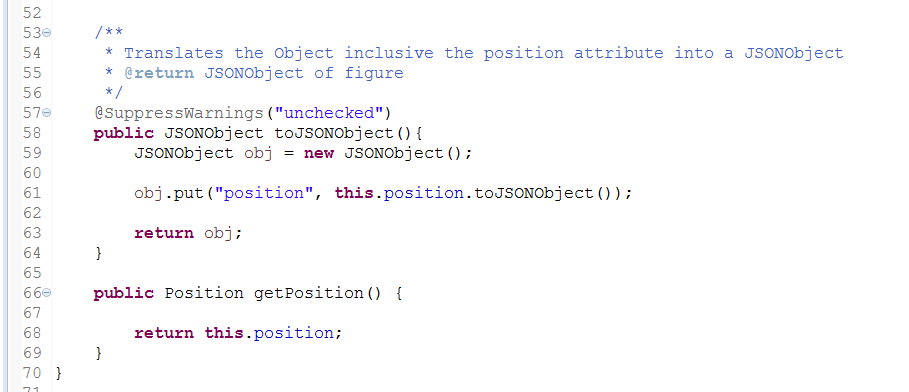 52
53    /**
54     * Translates the Object inclusive the position attribute into a JSONObject
55     * @return JSONObject of figure
56     */
57    @SuppressWarnings("unchecked")
58    public JSONObject toJSONObject(){
59        JSONObject obj = new JSONObject();
60
61        obj.put("position", this.position.toJSONObject());
62
63        return obj;
64    }
65
66    public Position getPosition() {
67
68        return this.position;
69    }
70 }
71